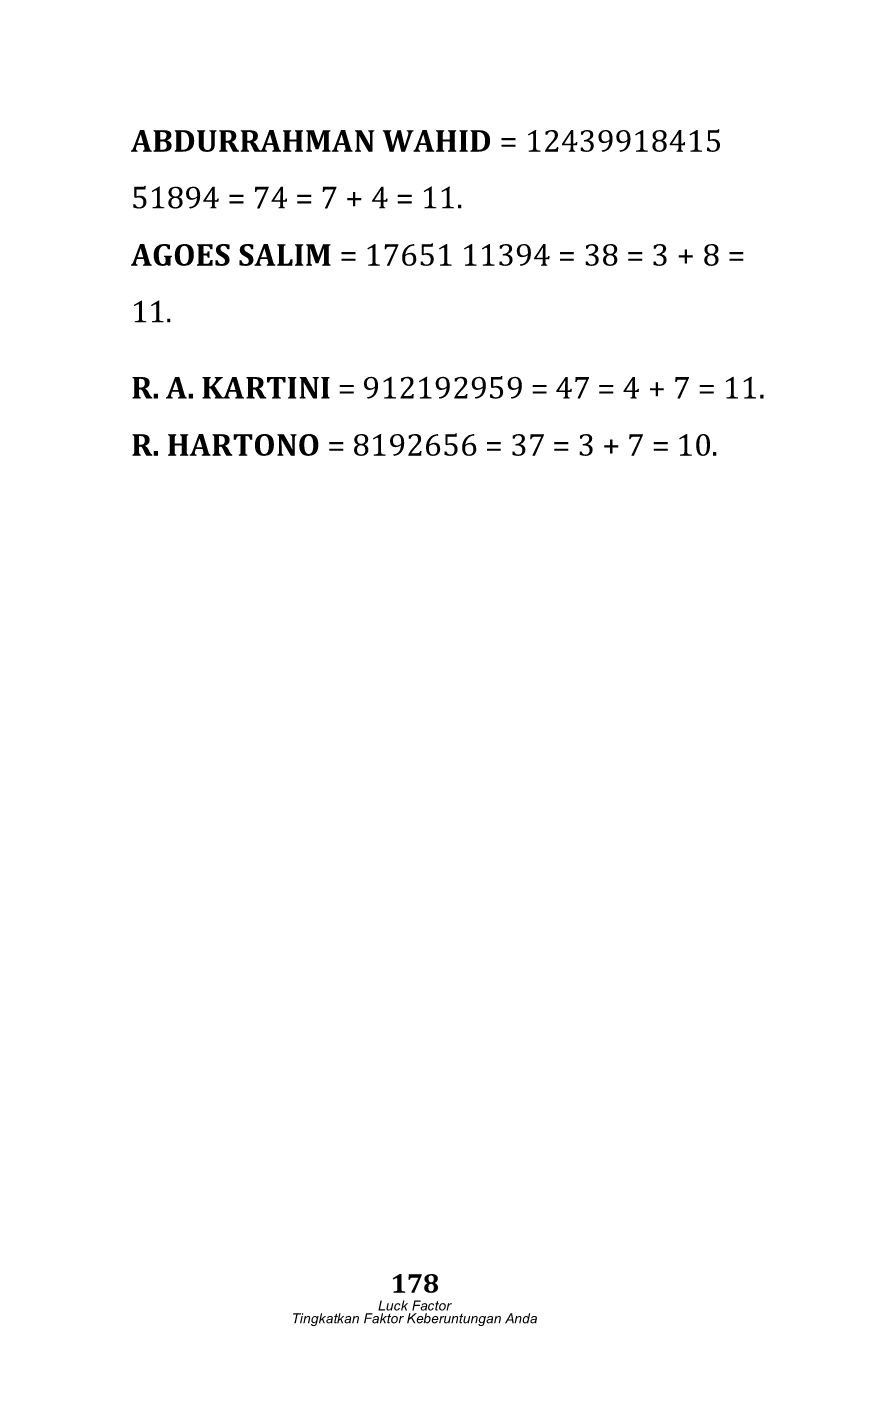 ABDURRAHMAN WAHID = 12439918415
51894 = 74 = 7 + 4 = 11.
AGOES SALIM = 17651 11394 = 38 = 3 + 8 =
11.
R. A. KARTINI = 912192959 = 47 = 4 + 7 = 11.
R. HARTONO = 8192656 = 37 = 3 + 7 = 10.
178
Luck Factor
Tingkatkan Faktor Keberuntungan Anda